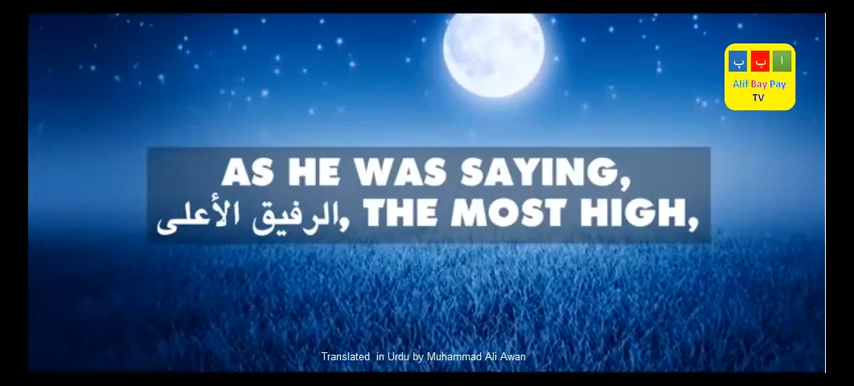 ا ب پ
Alif Bay Pay
TV
AS HE WAS SAYING,
الرفيق الأعلى, THE MOST HIGH,
Translated in Urdu by Muhammad Ali Awan